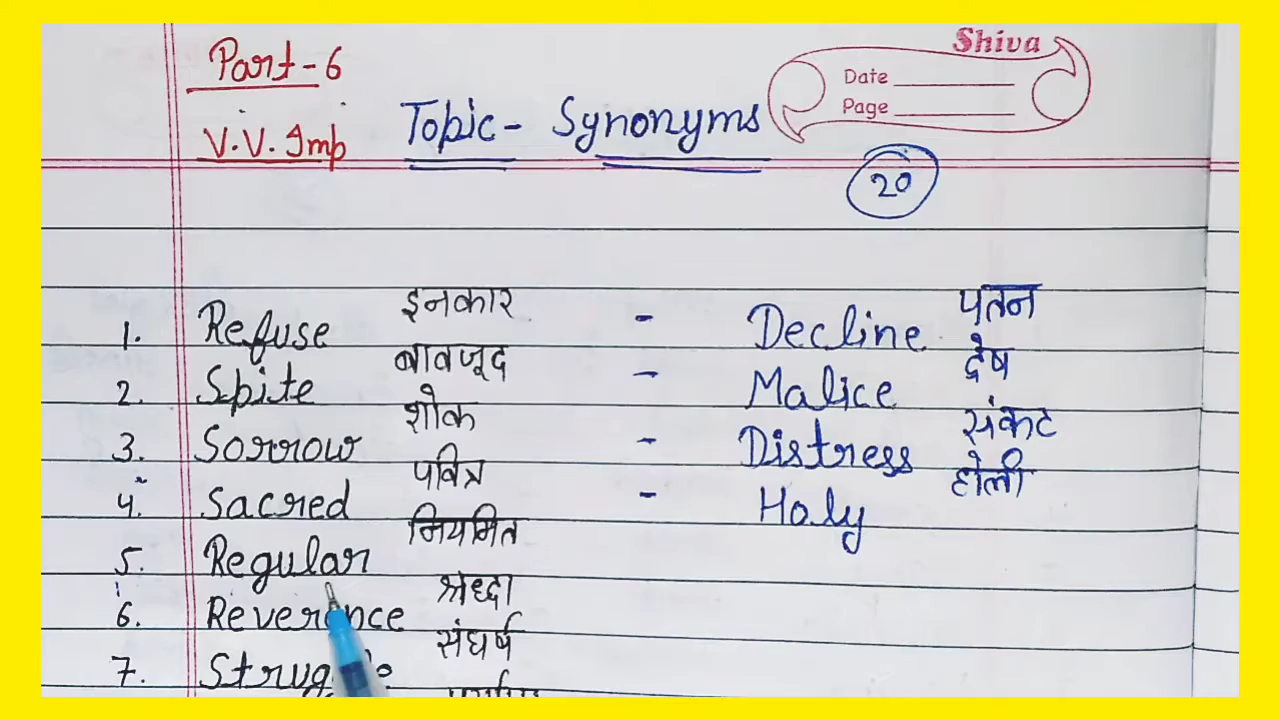 Part-6
Shiva
Date
Page
V.V. Imp
Topic- Synonyms
20
1. Refuse इनकार - Decline पतन
2. Spite बावजूद - Malice द्वेष
3. Sorrow शोक - Distress संकट
4. Sacred पवित्र - Holy होली
5. Regular नियमित
6. Reverence श्रध्दा
7. Struggle संघर्ष